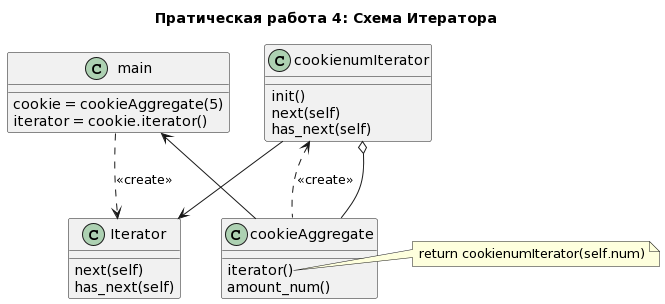 Пратическая работа 4: Схема Итератора
C main
cookie = cookieAggregate(5)
iterator = cookie.iterator()
C cookienumIterator
init()
next(self)
has_next(self)
«create»
«create»
C Iterator
next(self)
has_next(self)
C cookieAggregate
iterator()
amount_num()
return cookienumIterator(self.num)